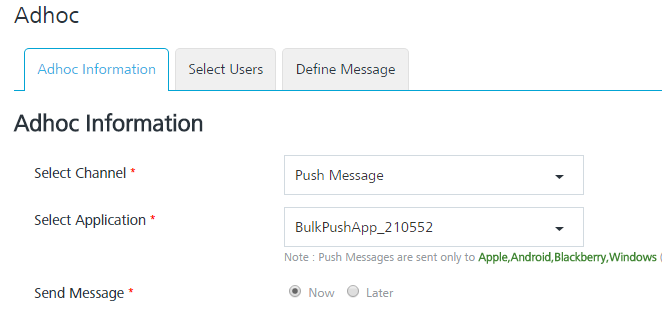 Adhoc
Adhoc Information Select Users Define Message
Adhoc Information
Select Channel * Push Message
Select Application * BulkPushApp_210552
Note : Push Messages are sent only to Apple,Android,Blackberry,Windows (
Send Message * Now Later